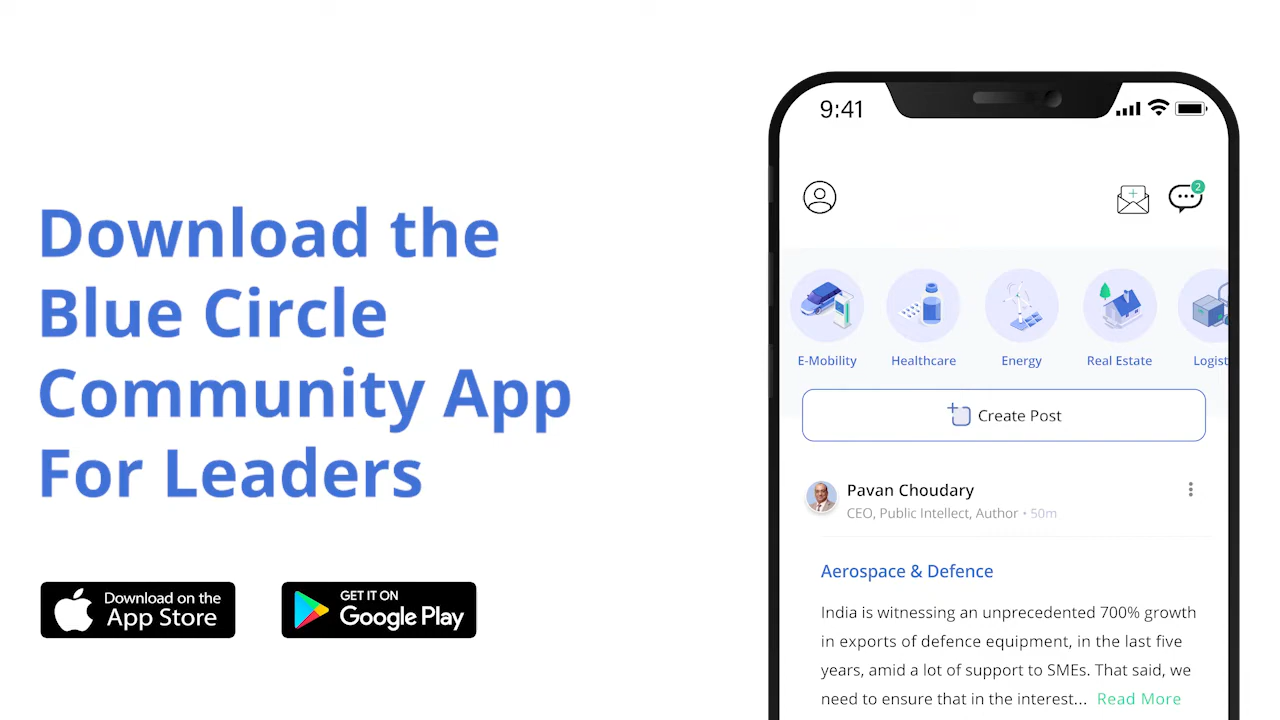 Download the
Blue Circle
Community App
For Leaders
Download on the
App Store
GET IT ON
Google Play
9:41
2
E-Mobility
Healthcare
Energy
Real Estate
Logist
Create Post
Pavan Choudary
CEO, Public Intellect, Author • 50m
Aerospace & Defence
India is witnessing an unprecedented 700% growth
in exports of defence equipment, in the last five
years, amid a lot of support to SMEs. That said, we
need to ensure that in the interest... Read More